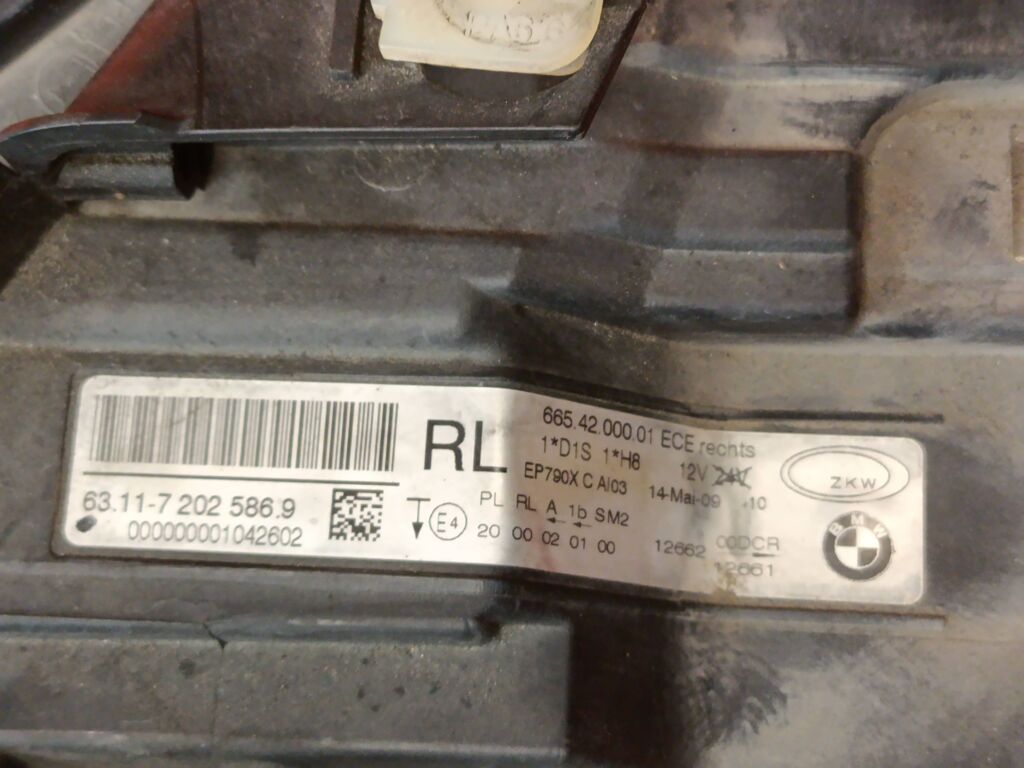 >ABS<
RL
63.11-7 202 586.9
000000001042602
665.42.000.01 ECE rechts
1*D1S 1*H8 12V 24V
EP790X C AI03 14-Mai-09 .10
PL RL A 1b SM2
E4 20 00 02 01 00 12662 00DCR
12661
ZKW
BMW